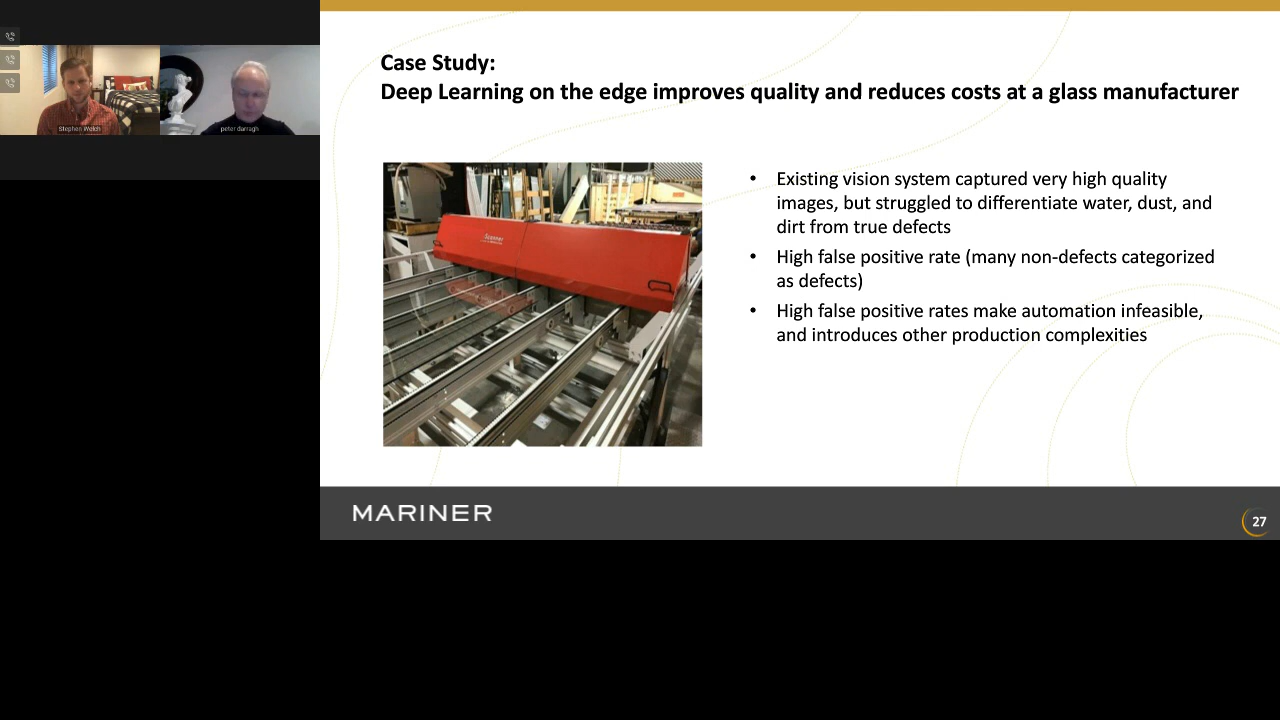 Stephen Welch
peter darragh
Case Study:
Deep Learning on the edge improves quality and reduces costs at a glass manufacturer
Scanner
• Existing vision system captured very high quality
images, but struggled to differentiate water, dust, and
dirt from true defects
• High false positive rate (many non-defects categorized
as defects)
• High false positive rates make automation infeasible,
and introduces other production complexities
MARINER
27